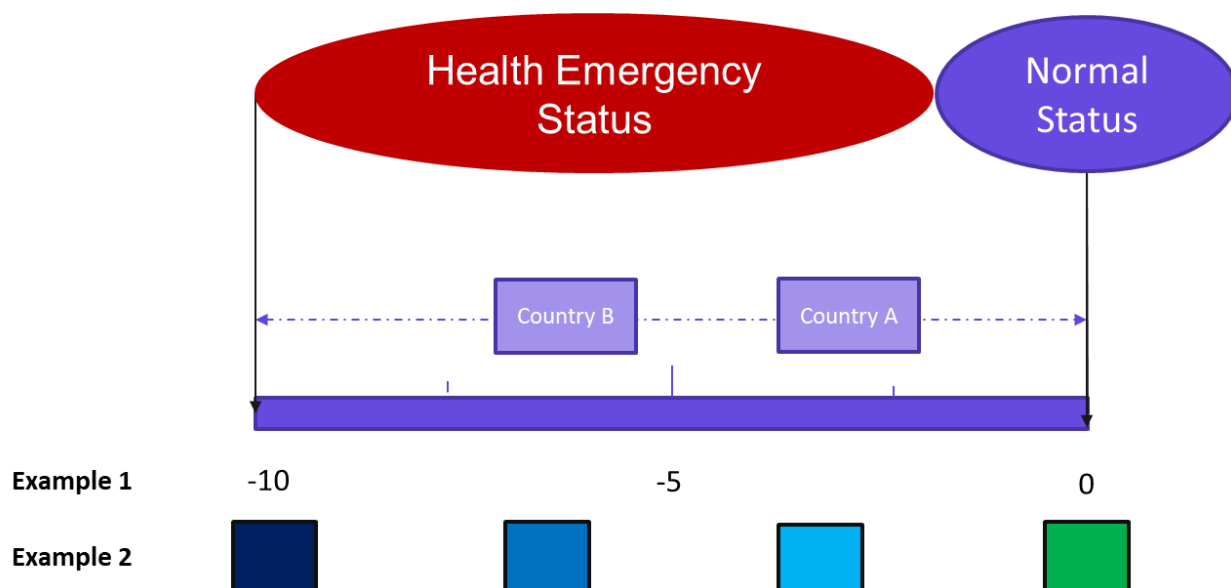 Health Emergency
Status
Normal
Status
Country B
Country A
Example 1
-10
-5
0
Example 2